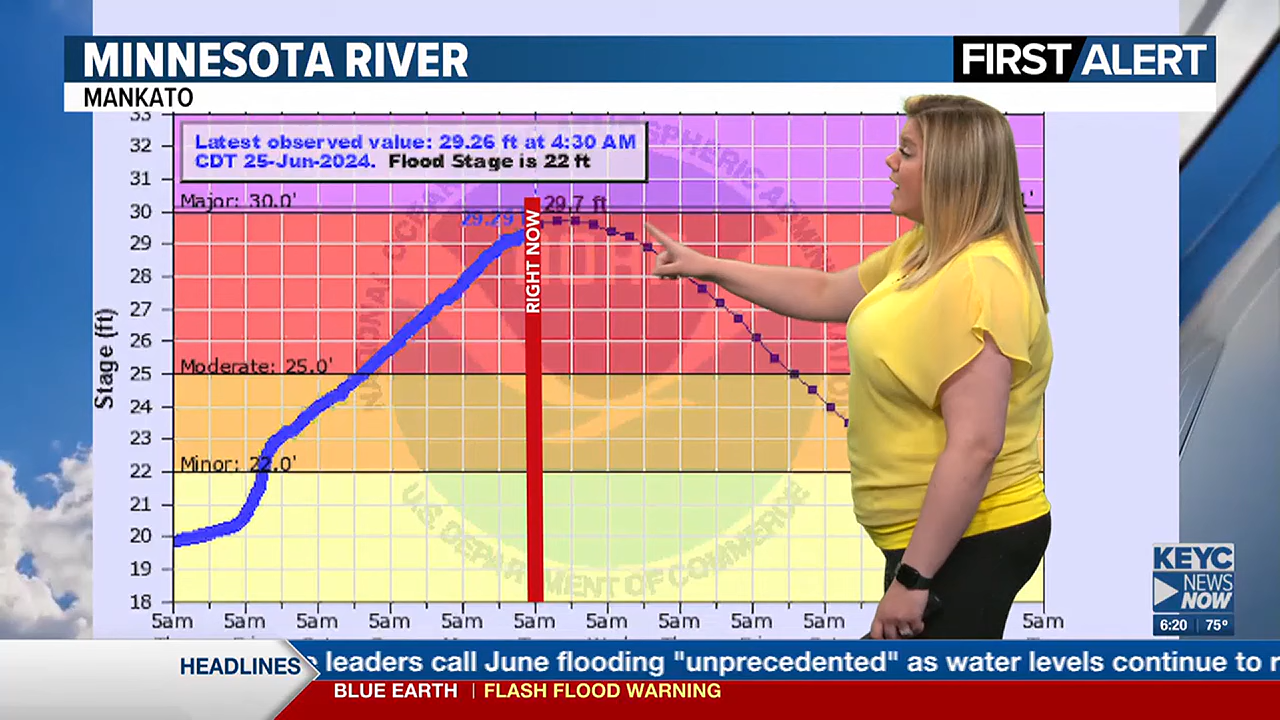 MINNESOTA RIVER
FIRST ALERT
MANKATO
Latest observed value: 29.26 ft at 4:30 AM
CDT 25-Jun-2024. Flood Stage is 22 ft
Stage (ft)
33
32
31
30
29
28
27
26
25
24
23
22
21
20
19
18
Major: 30.0'
29.7 ft
RIGHT NOW
Moderate: 25.0'
Minor: 22.0'
U.S. DEPARTMENT OF COMMERCE
5am 5am 5am 5am 5am 5am 5am 5am 5am 5am 5am
KEYC
NEWS
NOW
6:20 75°
HEADLINES leaders call June flooding "unprecedented" as water levels continue to
BLUE EARTH | FLASH FLOOD WARNING